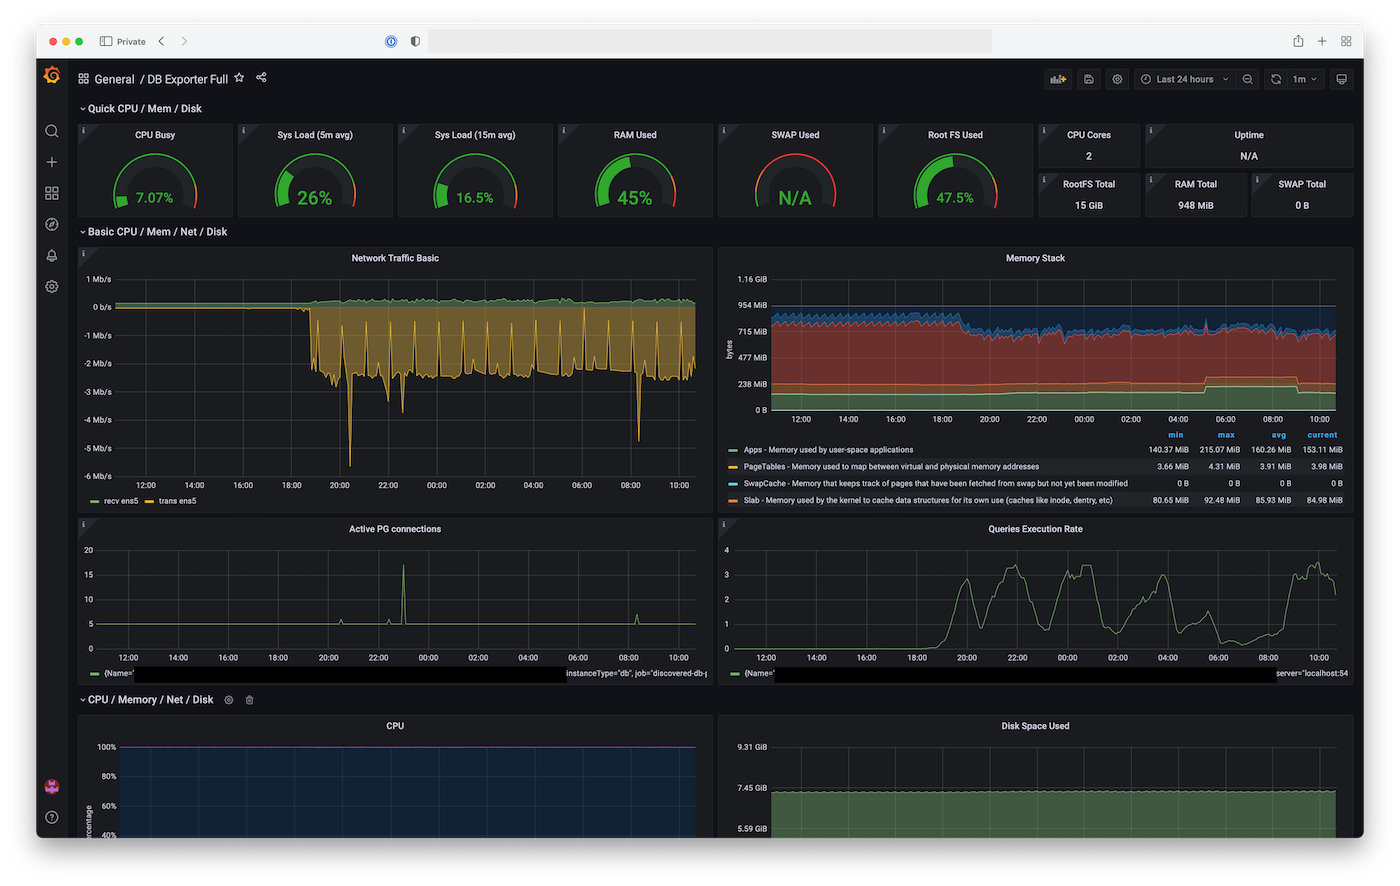 Private
General / DB Exporter Full
Last 24 hours
1m
Quick CPU / Mem / Disk
CPU Busy
7.07%
Sys Load (5m avg)
26%
Sys Load (15m avg)
16.5%
RAM Used
45%
SWAP Used
N/A
Root FS Used
47.5%
CPU Cores
2
Uptime
N/A
RootFS Total
15 GiB
RAM Total
948 MiB
SWAP Total
0 B
Basic CPU / Mem / Net / Disk
Network Traffic Basic
1 Mb/s
0 b/s
-1 Mb/s
-2 Mb/s
-3 Mb/s
-4 Mb/s
-5 Mb/s
-6 Mb/s
12:00 14:00 16:00 18:00 20:00 22:00 00:00 02:00 04:00 06:00 08:00 10:00
recv ens5 trans ens5
Memory Stack
bytes
1.16 GiB
954 MiB
715 MiB
477 MiB
238 MiB
0 B
12:00 14:00 16:00 18:00 20:00 22:00 00:00 02:00 04:00 06:00 08:00 10:00
min max avg current
Apps - Memory used by user-space applications 140.37 MiB 215.07 MiB 160.26 MiB 153.11 MiB
PageTables - Memory used to map between virtual and physical memory addresses 3.66 MiB 4.31 MiB 3.91 MiB 3.98 MiB
SwapCache - Memory that keeps track of pages that have been fetched from swap but not yet been modified 0 B 0 B 0 B 0 B
Slab - Memory used by the kernel to cache data structures for its own use (caches like inode, dentry, etc) 80.65 MiB 92.48 MiB 85.93 MiB 84.98 MiB
Active PG connections
20
15
10
5
0
12:00 14:00 16:00 18:00 20:00 22:00 00:00 02:00 04:00 06:00 08:00 10:00
{Name="
instanceType="db", job="discovered-db-p
Queries Execution Rate
4
3
2
1
0
12:00 14:00 16:00 18:00 20:00 22:00 00:00 02:00 04:00 06:00 08:00 10:00
{Name="
server="localhost:54
CPU / Memory / Net / Disk
CPU
100%
80%
60%
40%
ercentage
Disk Space Used
9.31 GiB
7.45 GiB
5.59 GiB